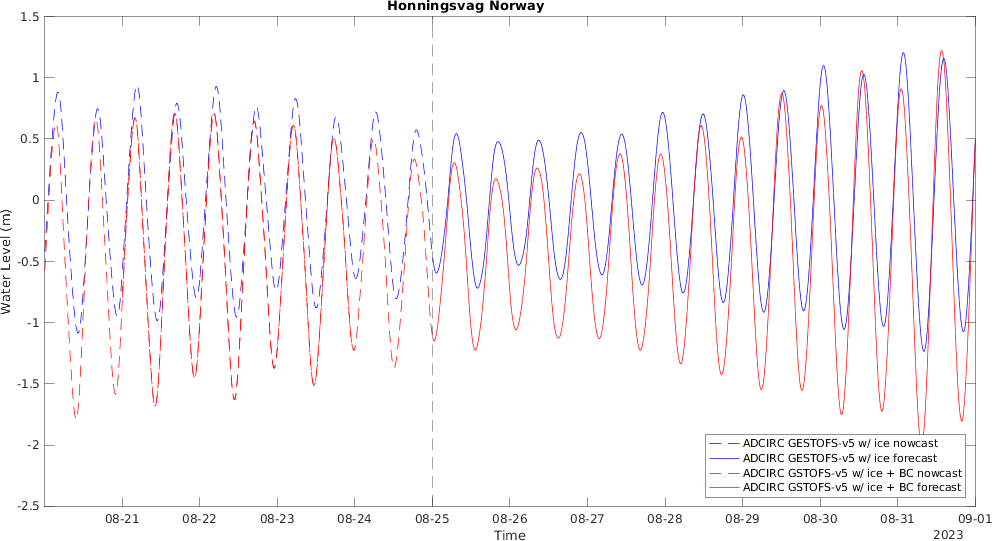 Honningsvag Norway
1.5
1
0.5
0
-0.5
-1
-1.5
-2
-2.5
Water Level (m)
ADCIRC GESTOFS-v5 w/ ice nowcast
ADCIRC GESTOFS-v5 w/ ice forecast
ADCIRC GSTOFS-v5 w/ ice + BC nowcast
ADCIRC GSTOFS-v5 w/ ice + BC forecast
08-21 08-22 08-23 08-24 08-25 08-26 08-27 08-28 08-29 08-30 08-31 09-01
Time
2023